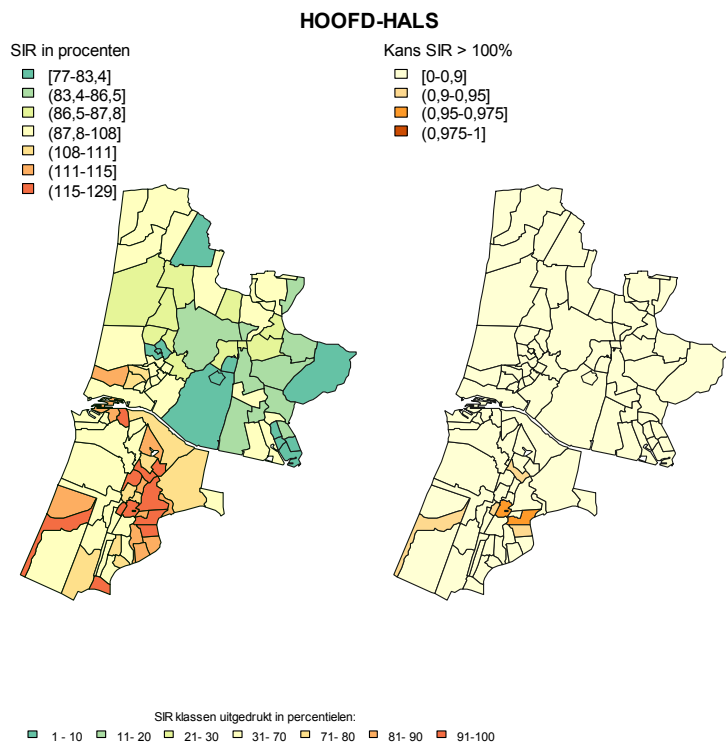 HOOFD-HALS
SIR in procenten
[77-83,4]
(83,4-86,5]
(86,5-87,8]
(87,8-108]
(108-111]
(111-115]
(115-129]
Kans SIR > 100%
[0-0,9]
(0,9-0,95]
(0,95-0,975]
(0,975-1]
SIR klassen uitgedrukt in percentielen:
1 - 10 11- 20 21- 30 31- 70 71- 80 81- 90 91-100